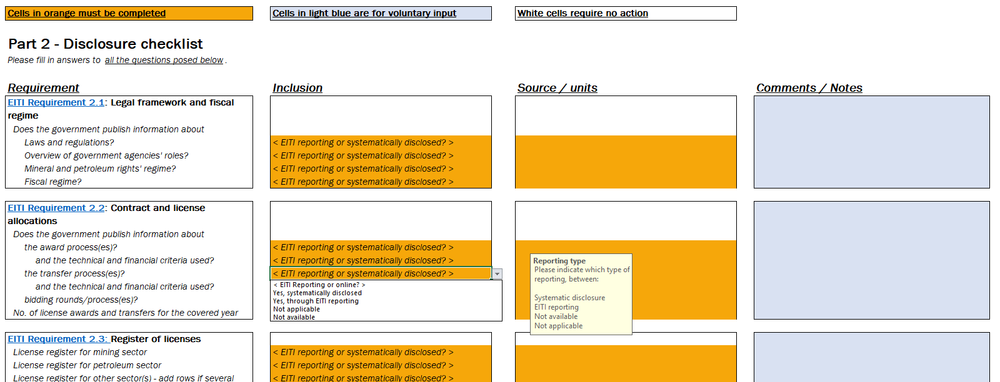 Cells in orange must be completed
Cells in light blue are for voluntary input
White cells require no action
Part 2 - Disclosure checklist
Please fill in answers to all the questions posed below.
Requirement
Inclusion
Source / units
Comments / Notes
EITI Requirement 2.1: Legal framework and fiscal
regime
Does the government publish information about
Laws and regulations?
< EITI reporting or systematically disclosed? >
Overview of government agencies' roles?
< EITI reporting or systematically disclosed? >
Mineral and petroleum rights' regime?
< EITI reporting or systematically disclosed? >
Fiscal regime?
< EITI reporting or systematically disclosed? >
EITI Requirement 2.2: Contract and license
allocations
Does the government publish information about
the award process(es)?
< EITI reporting or systematically disclosed? >
and the technical and financial criteria used?
< EITI reporting or systematically disclosed? >
the transfer process(es)?
< EITI reporting or systematically disclosed? >
and the technical and financial criteria used?
bidding rounds/process(es)?
No. of license awards and transfers for the covered year
< EITI Reporting or online? >
Yes, systematically disclosed
Yes, through EITI reporting
Not applicable
Not available
Reporting type
Please indicate which type of
reporting, between:
Systematic disclosure
EITI reporting
Not available
Not applicable
EITI Requirement 2.3: Register of licenses
License register for mining sector
< EITI reporting or systematically disclosed? >
License register for petroleum sector
< EITI reporting or systematically disclosed? >
License register for other sector(s) - add rows if several
< EITI reporting or systematically disclosed? >